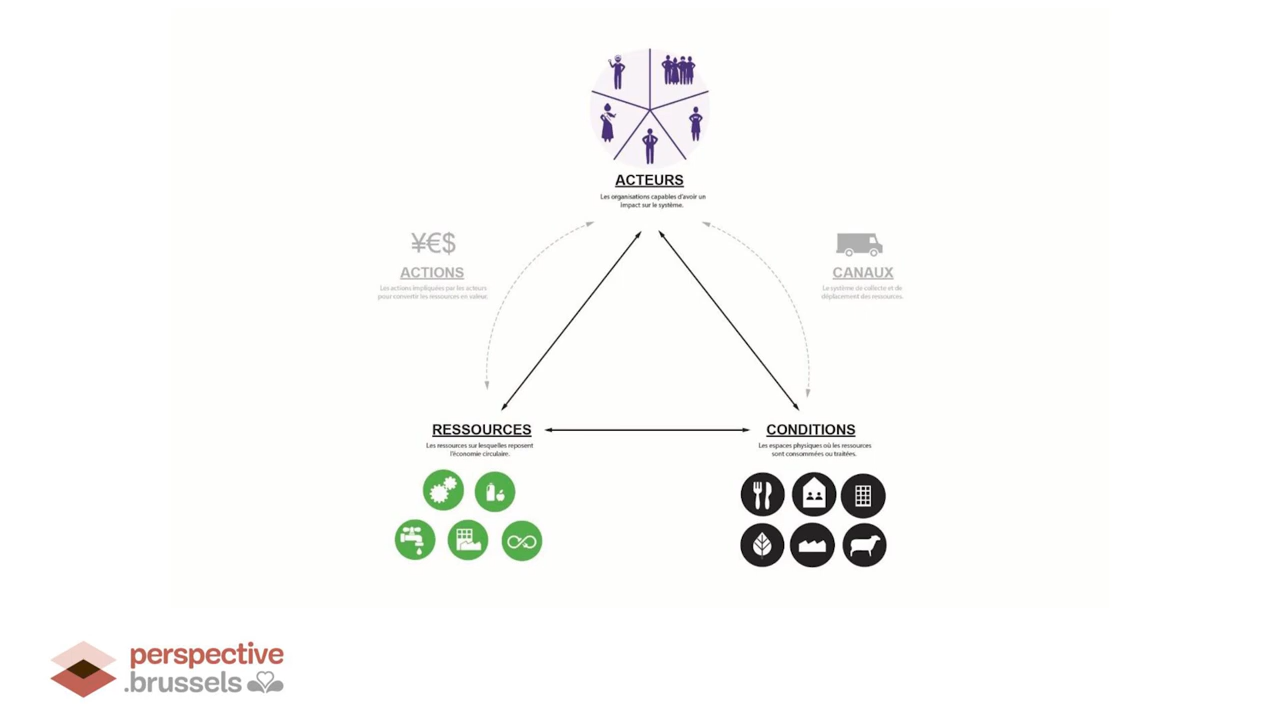 ACTEURS
Les organisations capables d'avoir un
impact sur le système.
¥€$
ACTIONS
Les actions impliquées par les acteurs
pour convertir les ressources en valeur.
CANAUX
Le système de collecte et de
déplacement des ressources.
RESSOURCES
Les ressources sur lesquelles reposent
l'économie circulaire.
CONDITIONS
Les espaces physiques où les ressources
sont consommées ou traitées.
perspective
.brussels